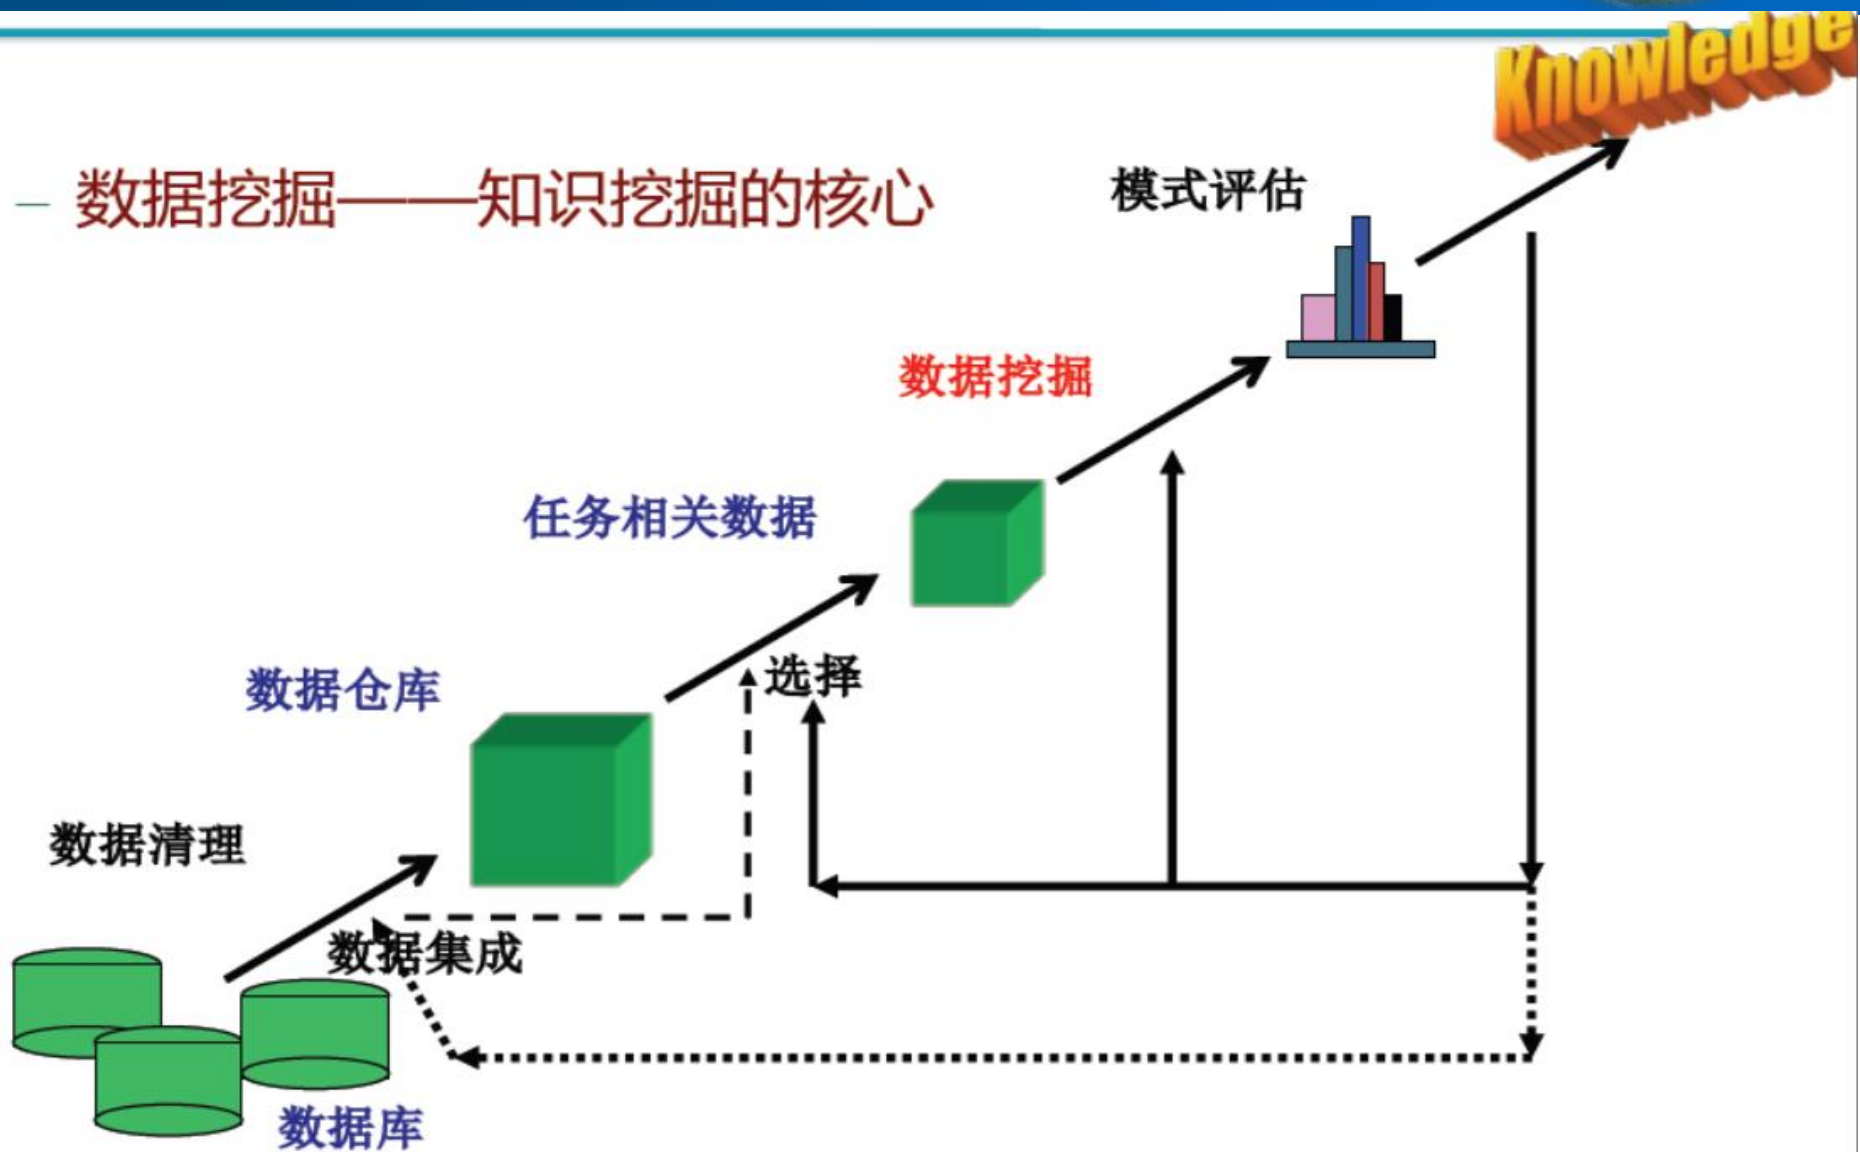 Knowledge
– 数据挖掘——知识挖掘的核心
模式评估
数据挖掘
任务相关数据
选择
数据仓库
数据清理
数据集成
数据库